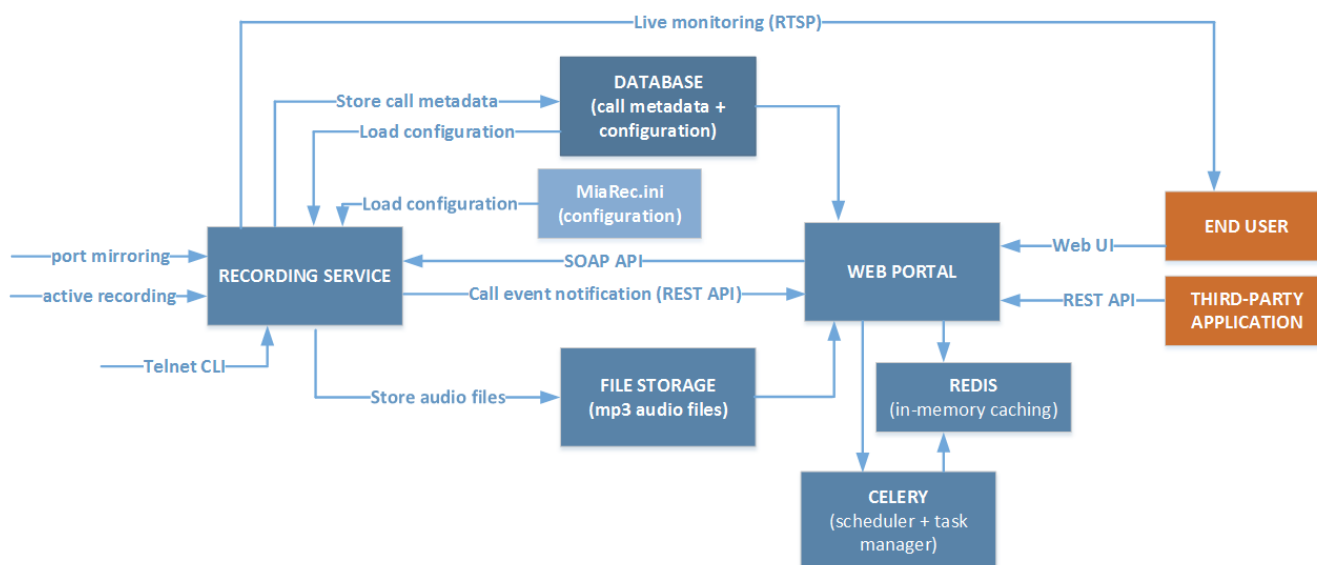 Live monitoring (RTSP)
DATABASE
(call metadata +
configuration)
Store call metadata
Load configuration
MiaRec.ini
(configuration)
Load configuration
END USER
port mirroring
RECORDING SERVICE
SOAP API
WEB PORTAL
Web UI
active recording
Call event notification (REST API)
REST API
THIRD-PARTY
APPLICATION
Telnet CLI
Store audio files
FILE STORAGE
(mp3 audio files)
REDIS
(in-memory caching)
CELERY
(scheduler + task
manager)